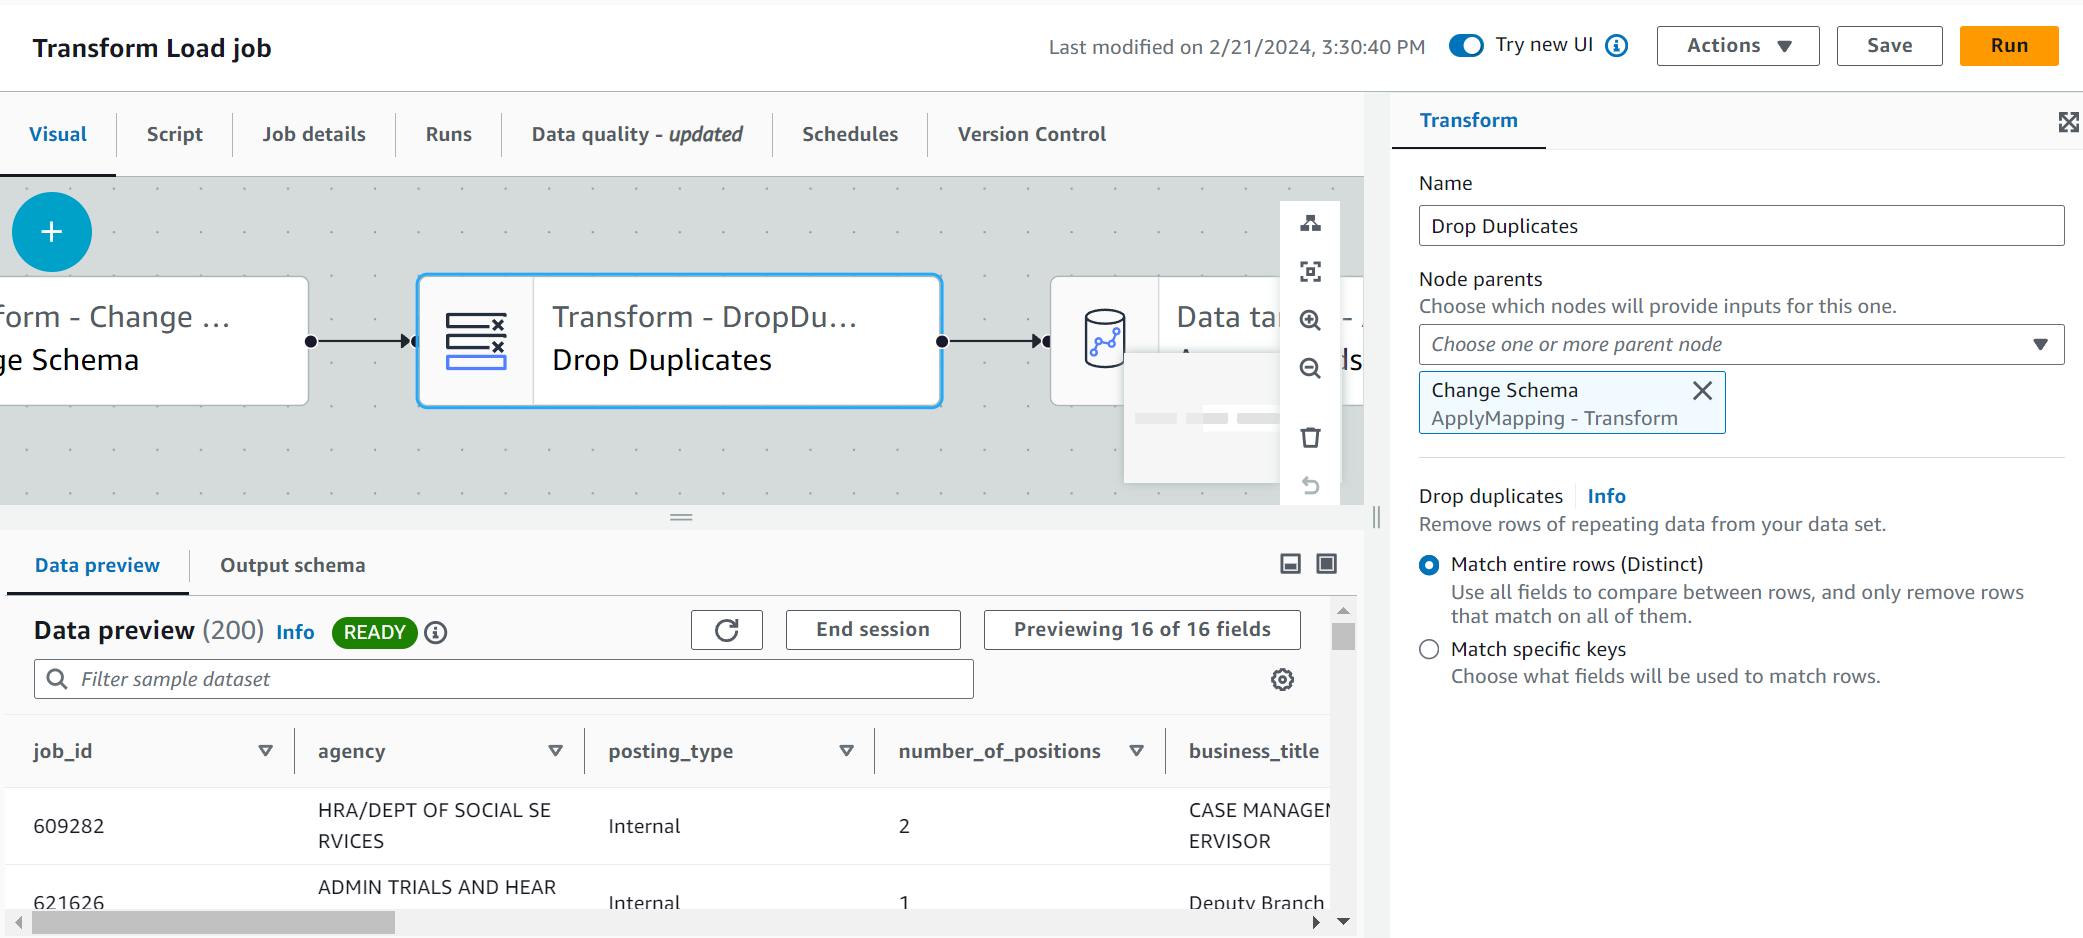 Transform Load job
Last modified on 2/21/2024, 3:30:40 PM
Try new UI
Actions
Save
Run
Visual
Script
Job details
Runs
Data quality - updated
Schedules
Version Control
form - Change ...
ge Schema
Transform - DropDu...
Drop Duplicates
Data ta
Transform
Name
Drop Duplicates
Node parents
Choose which nodes will provide inputs for this one.
Choose one or more parent node
Change Schema
ApplyMapping - Transform
Drop duplicates
Info
Remove rows of repeating data from your data set.
Match entire rows (Distinct)
Use all fields to compare between rows, and only remove rows
that match on all of them.
Match specific keys
Choose what fields will be used to match rows.
Data preview
Output schema
Data preview (200)
Info
READY
End session
Previewing 16 of 16 fields
Filter sample dataset
job_id
agency
posting_type
number_of_positions
business_title
609282
HRA/DEPT OF SOCIAL SE
RVICES
Internal
2
CASE MANAGEM
ERVISOR
621626
ADMIN TRIALS AND HEAR
Internal
1
Deputy Branch